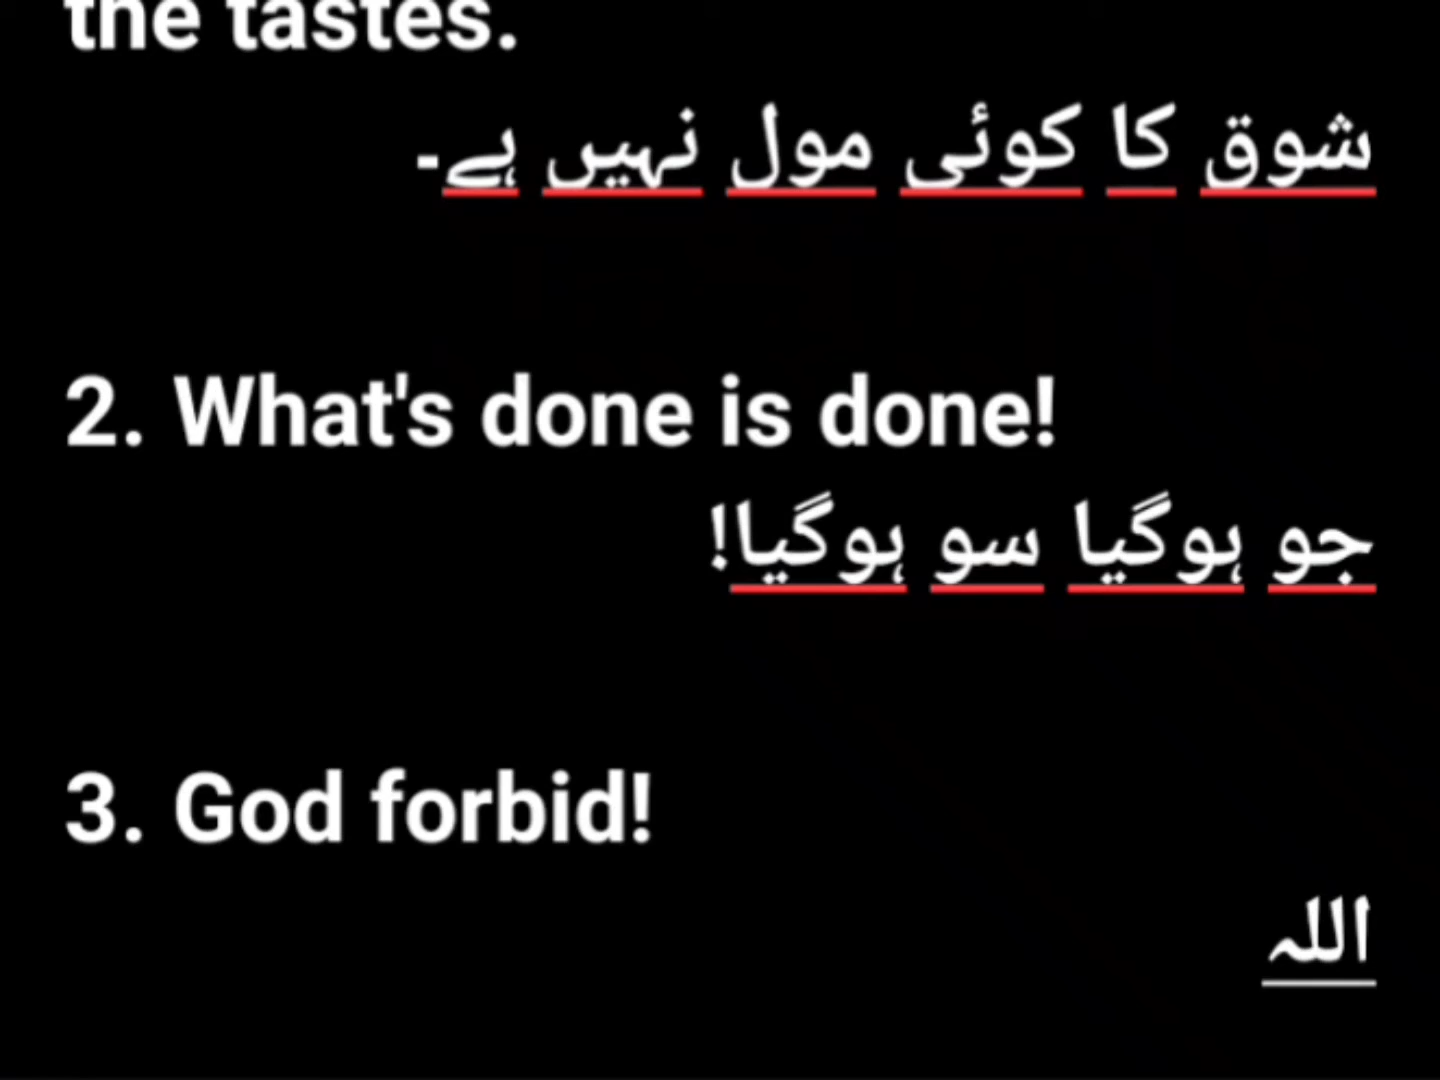 the tastes.
شوق کا کوئی مول نہیں ہے۔
2. What's done is done!
جو ہوگیا سو ہوگیا!
3. God forbid!
اللہ